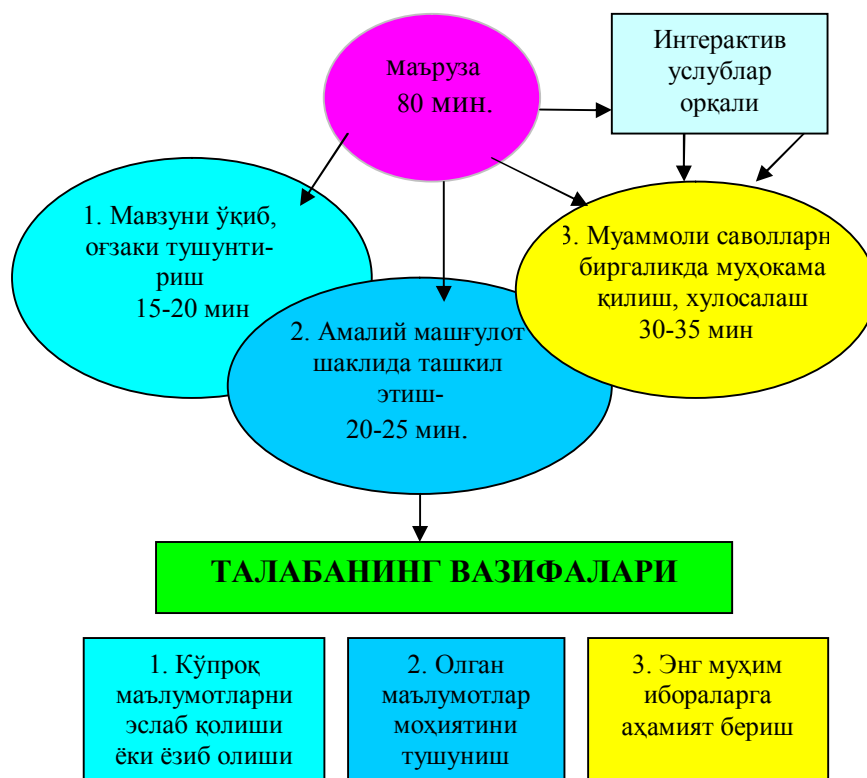 маъруза
80 мин.
Интерактив
услублар
орқали
1. Мавзуни ўқиб,
оғзаки тушунти-
риш
15-20 мин
2. Амалий машғулот
шаклида ташкил
этиш-
20-25 мин.
3. Муаммоли саволларн
биргаликда муҳокама
қилиш, хулосалаш
30-35 мин
ТАЛАБАНИНГ ВАЗИФАЛАРИ
1. Кўпроқ
маълумотларни
эслаб қолиши
ёки ёзиб олиши
2. Олган
маълумотлар
моҳиятини
тушуниш
3. Энг муҳим
ибораларга
аҳамият бериш